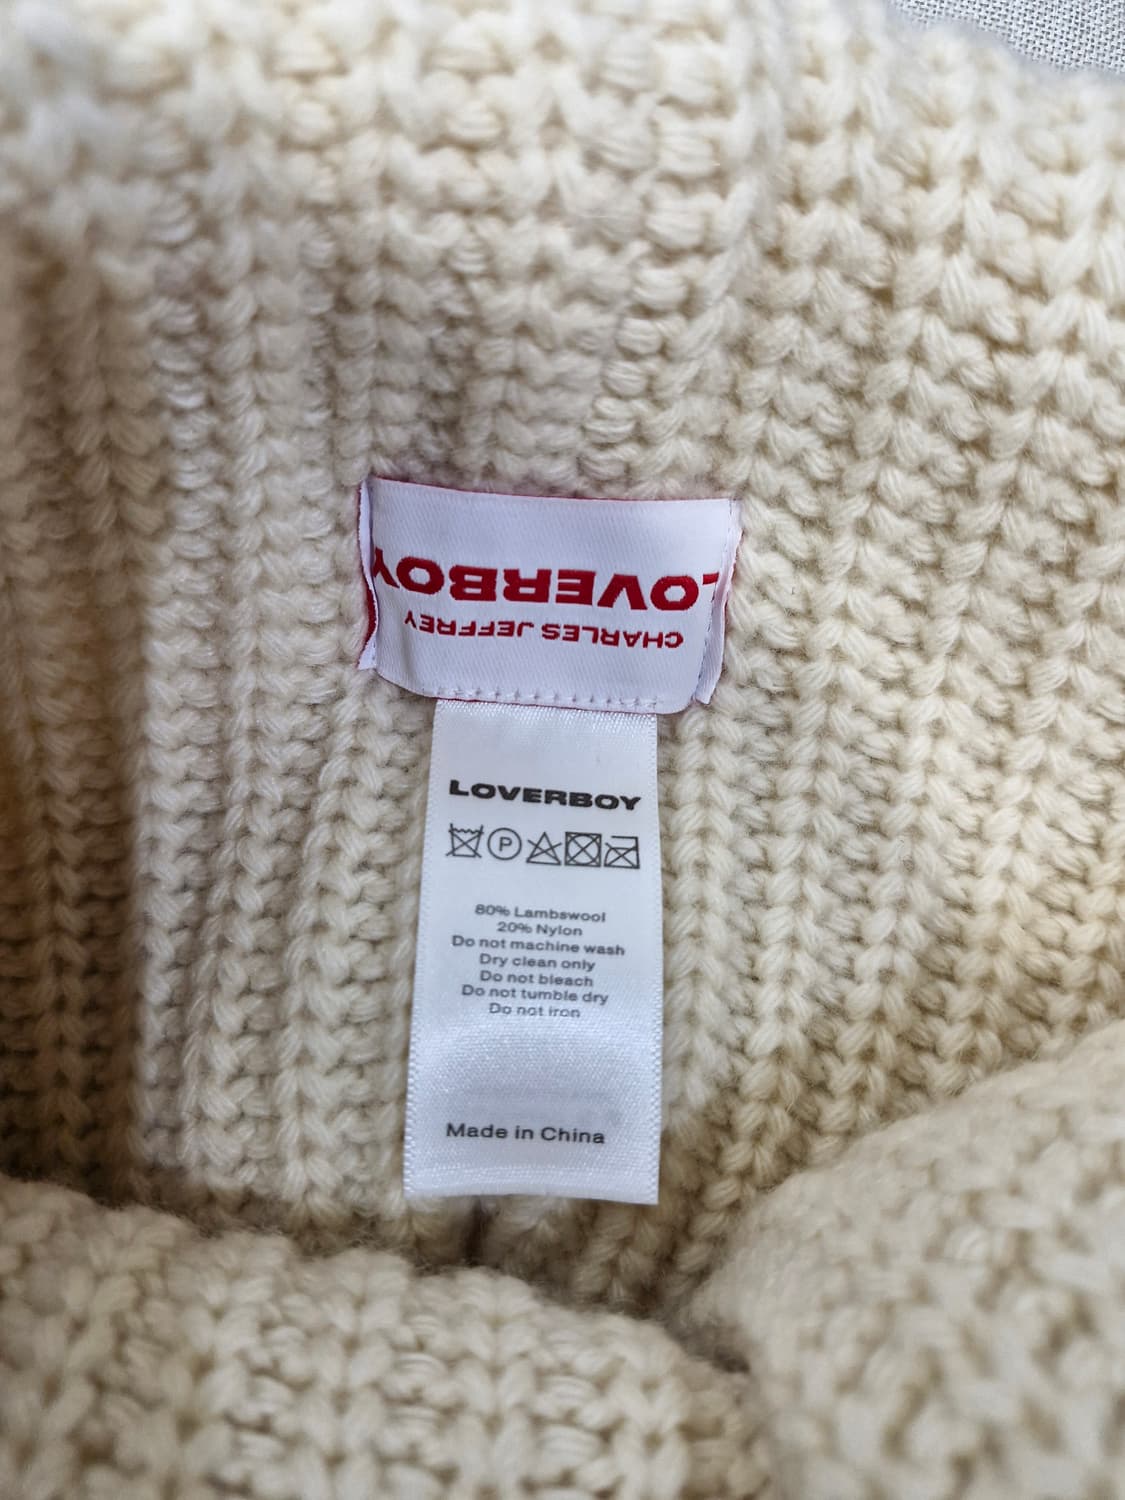 CHARLES JEFFREY
LOVERBOY
LOVERBOY
P
80% Lambswool
20% Nylon
Do not machine wash
Dry clean only
Do not bleach
Do not tumble dry
Do not iron
Made in China